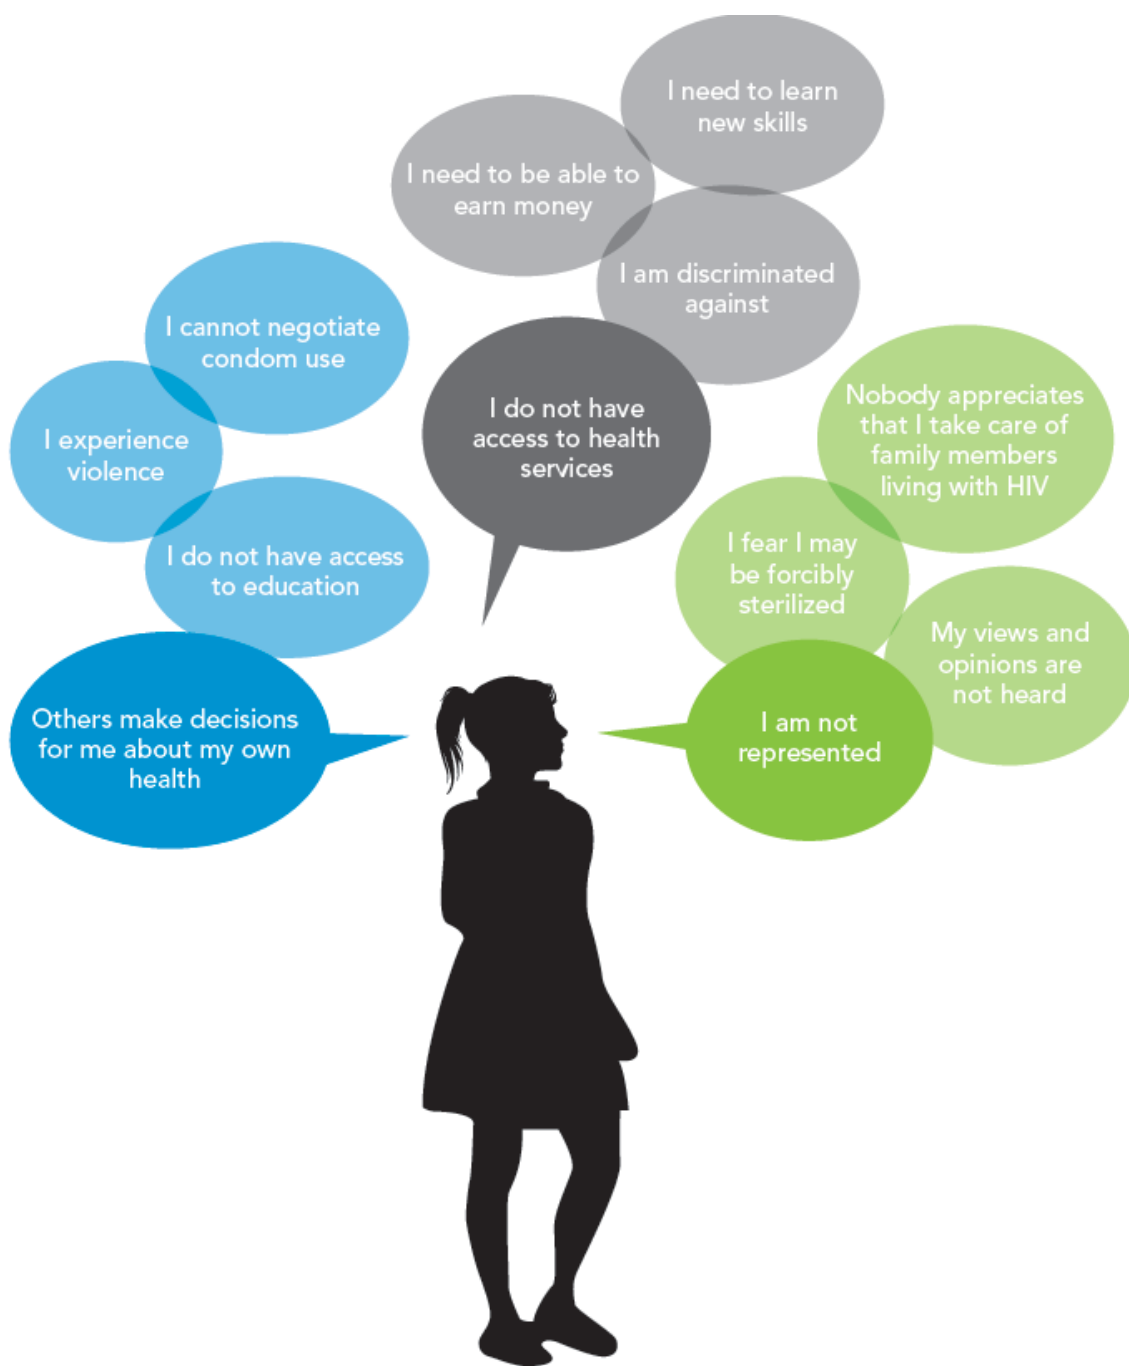 I need to learn
new skills
I need to be able to
earn money
I am discriminated
against
I cannot negotiate
condom use
I experience
violence
I do not have access
to education
Others make decisions
for me about my own
health
I do not have
access to health
services
Nobody appreciates
that I take care of
family members
living with HIV
I fear I may
be forcibly
sterilized
My views and
opinions are
not heard
I am not
represented